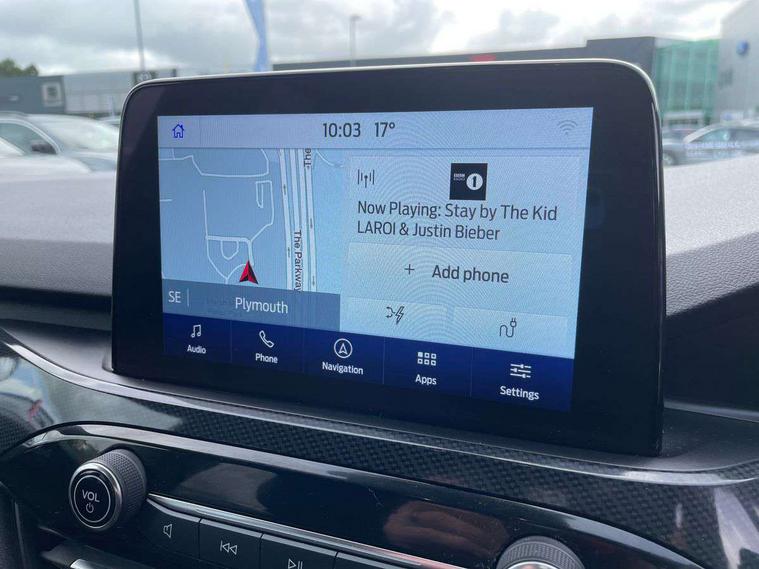 10:03 17°
BBC RADIO 1
Now Playing: Stay by The Kid
LAROI & Justin Bieber
The
The Parkway
+ Add phone
SE Plymouth
Audio
Phone
Navigation
Apps
Settings
VOL